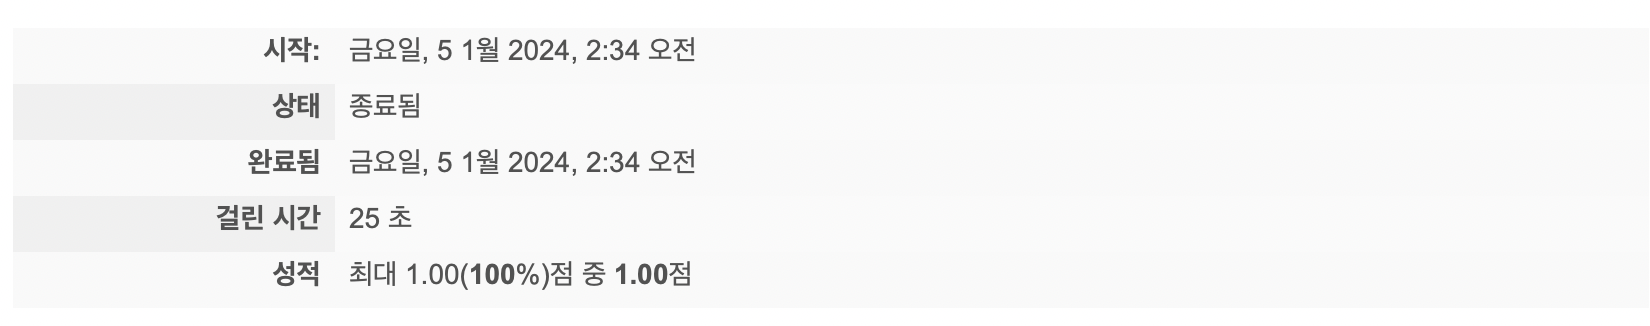 시작: 금요일, 5 1월 2024, 2:34 오전
상태 종료됨
완료됨 금요일, 5 1월 2024, 2:34 오전
걸린 시간 25 초
성적 최대 1.00(100%)점 중 1.00점